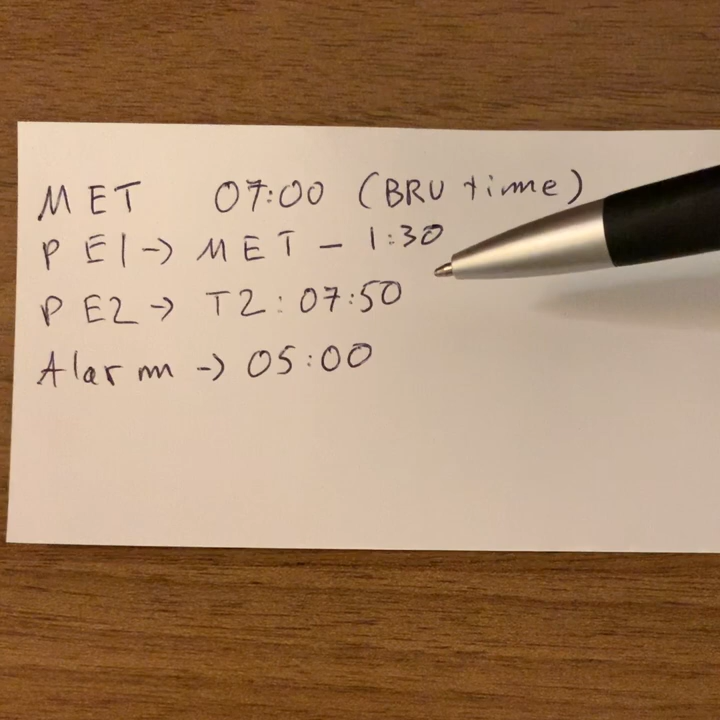 MET 07:00 (BRU time)
PE1→ MET - 1:30
PE2→ T2: 07:50
Alarm → 05:00